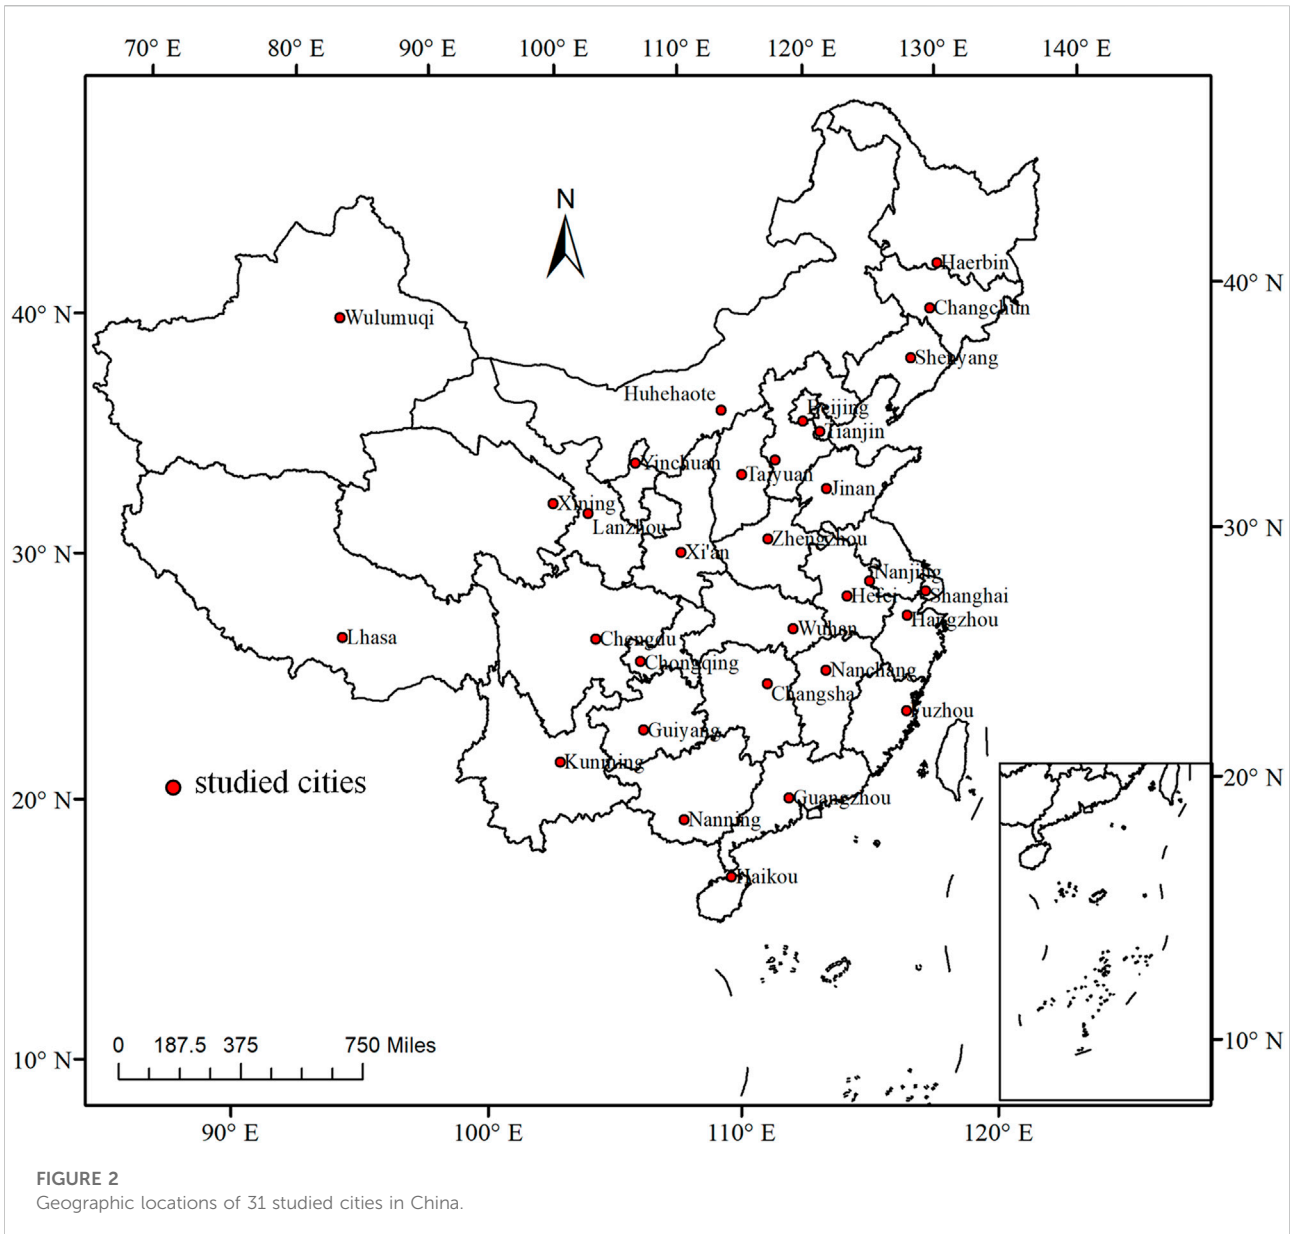 70° E 80° E 90° E 100° E 110° E 120° E 130° E 140° E
N
Haerbin
40° N
Changchun
40° N
Wulumuqi
Shenyang
Huhehaote
Beijing
Tianjin
Yinchuan
Taiyuan
Jinan
Xining
Lanzhou
30° N
Zhengzhou
30° N
Xi'an
Nanjing
Hefei
Shanghai
Hangzhou
Wuhan
Lhasa
Chengdu
Chongqing
Nanchang
Changsha
Fuzhou
Guiyang
Kunming
20° N
studied cities
20° N
Guangzhou
Nanning
Haikou
10° N
0 187.5 375 750 Miles
10° N
90° E 100° E 110° E 120° E
FIGURE 2
Geographic locations of 31 studied cities in China.